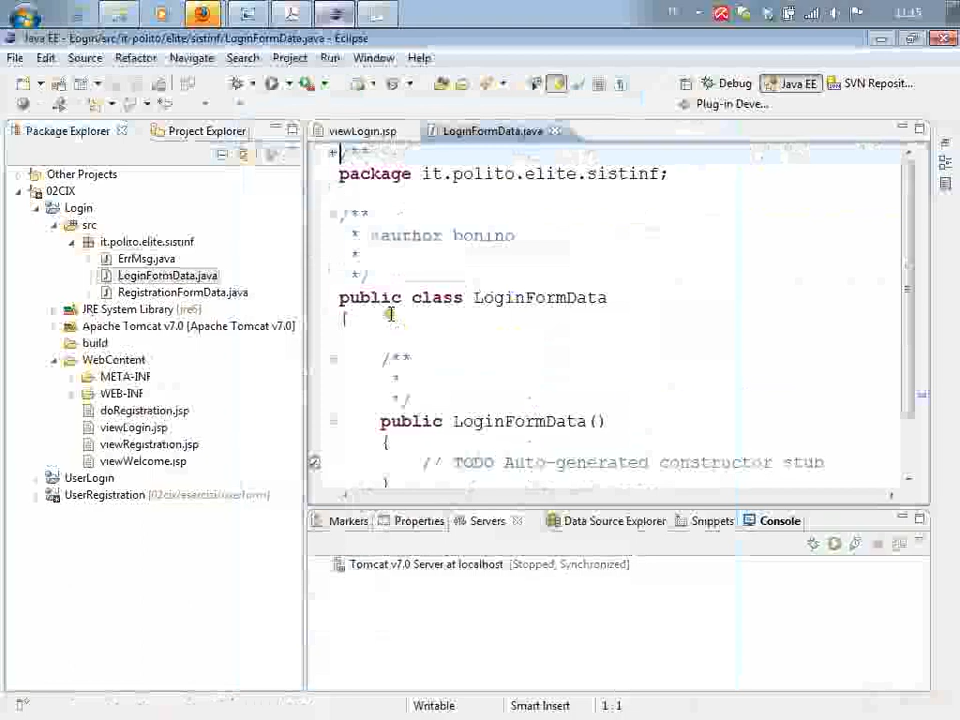 11:15
Java EE - Login/src/it/polito/elite/sistinf/LoginFormData.java - Eclipse
File Edit Source Refactor Navigate Search Project Run Window Help
Debug Java EE SVN Reposit...
Plug-in Deve...
Package Explorer Project Explorer
viewLogin.jsp LoginFormData.java
Other Projects
02CIX
Login
src
it.polito.elite.sistinf
ErrMsg.java
LoginFormData.java
RegistrationFormData.java
JRE System Library [jre6]
Apache Tomcat v7.0 [Apache Tomcat v7.0]
build
WebContent
META-INF
WEB-INF
doRegistration.jsp
viewLogin.jsp
viewRegistration.jsp
viewWelcome.jsp
UserLogin
UserRegistration [02cix/esercizi/userform]
/**
package it.polito.elite.sistinf;
/**
* @author bonino
*
*/
public class LoginFormData
{
/**
*
*/
public LoginFormData()
{
// TODO Auto-generated constructor stub
}
Markers Properties Servers Data Source Explorer Snippets Console
Tomcat v7.0 Server at localhost [Stopped, Synchronized]
Writable Smart Insert 1 : 1